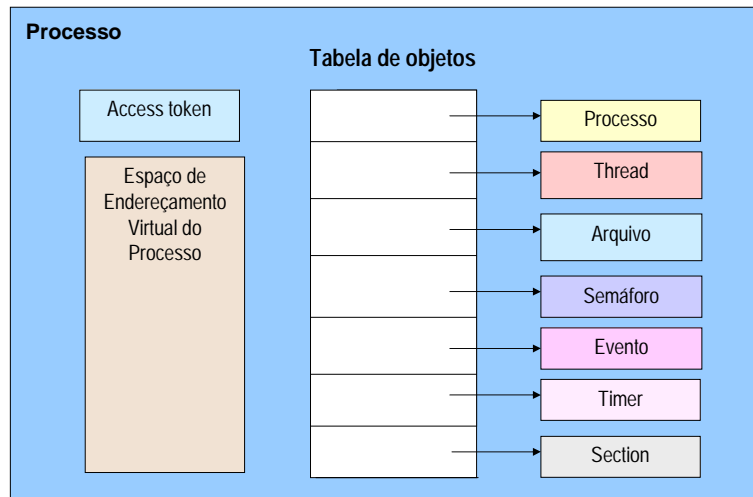 Processo
Tabela de objetos
Access token
Espaço de
Endereçamento
Virtual do
Processo
Processo
Thread
Arquivo
Semáforo
Evento
Timer
Section